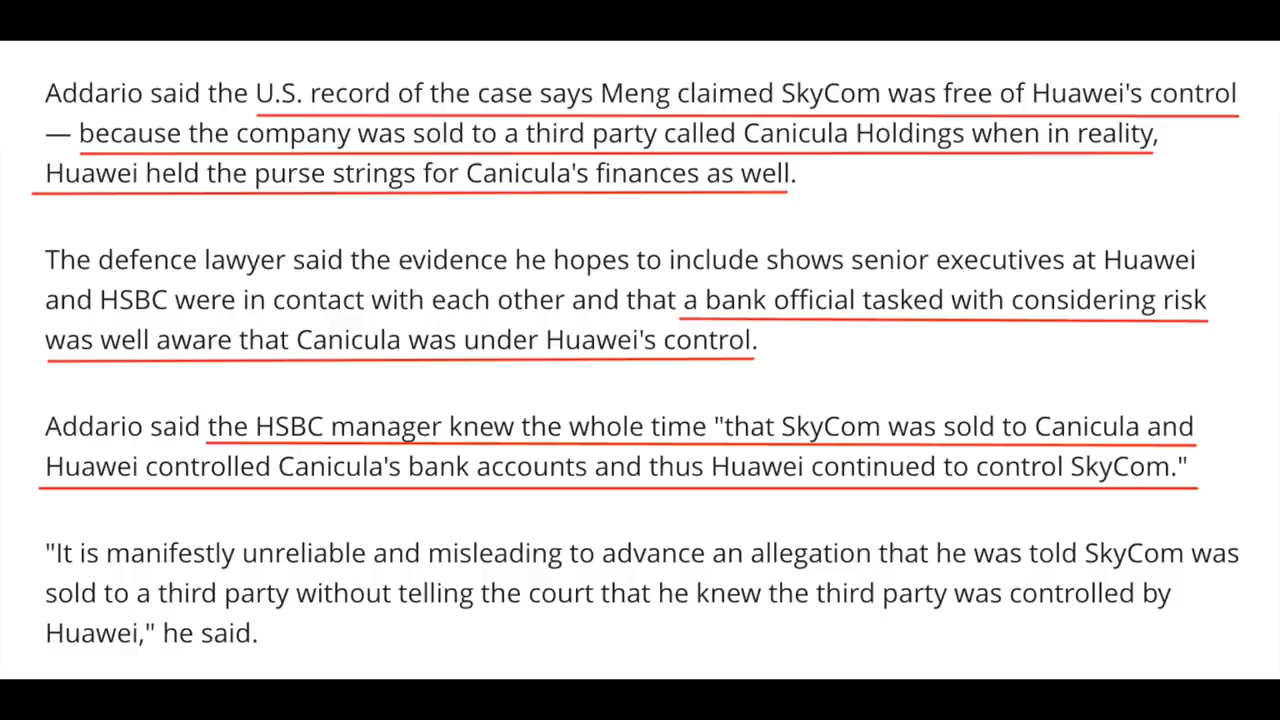 Addario said the U.S. record of the case says Meng claimed SkyCom was free of Huawei's control
— because the company was sold to a third party called Canicula Holdings when in reality,
Huawei held the purse strings for Canicula's finances as well.
The defence lawyer said the evidence he hopes to include shows senior executives at Huawei
and HSBC were in contact with each other and that a bank official tasked with considering risk
was well aware that Canicula was under Huawei's control.
Addario said the HSBC manager knew the whole time "that SkyCom was sold to Canicula and
Huawei controlled Canicula's bank accounts and thus Huawei continued to control SkyCom."
"It is manifestly unreliable and misleading to advance an allegation that he was told SkyCom was
sold to a third party without telling the court that he knew the third party was controlled by
Huawei," he said.